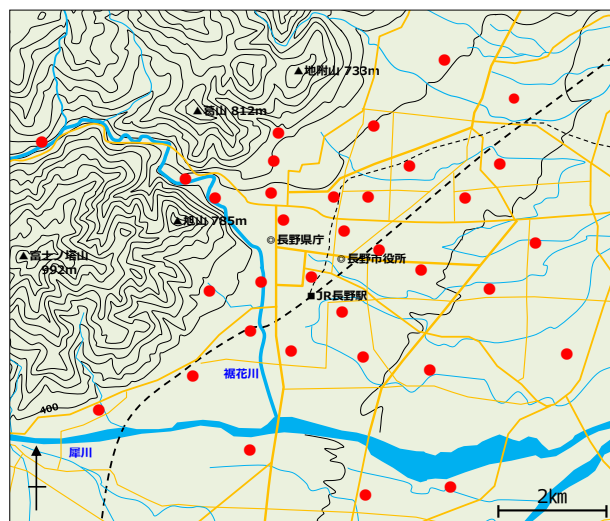 ▲地附山 733m
▲葛山 812m
▲旭山 785m
◎長野県庁
◎長野市役所
▲富士ノ塔山
992m
■JR長野駅
裾花川
400
犀川
2km